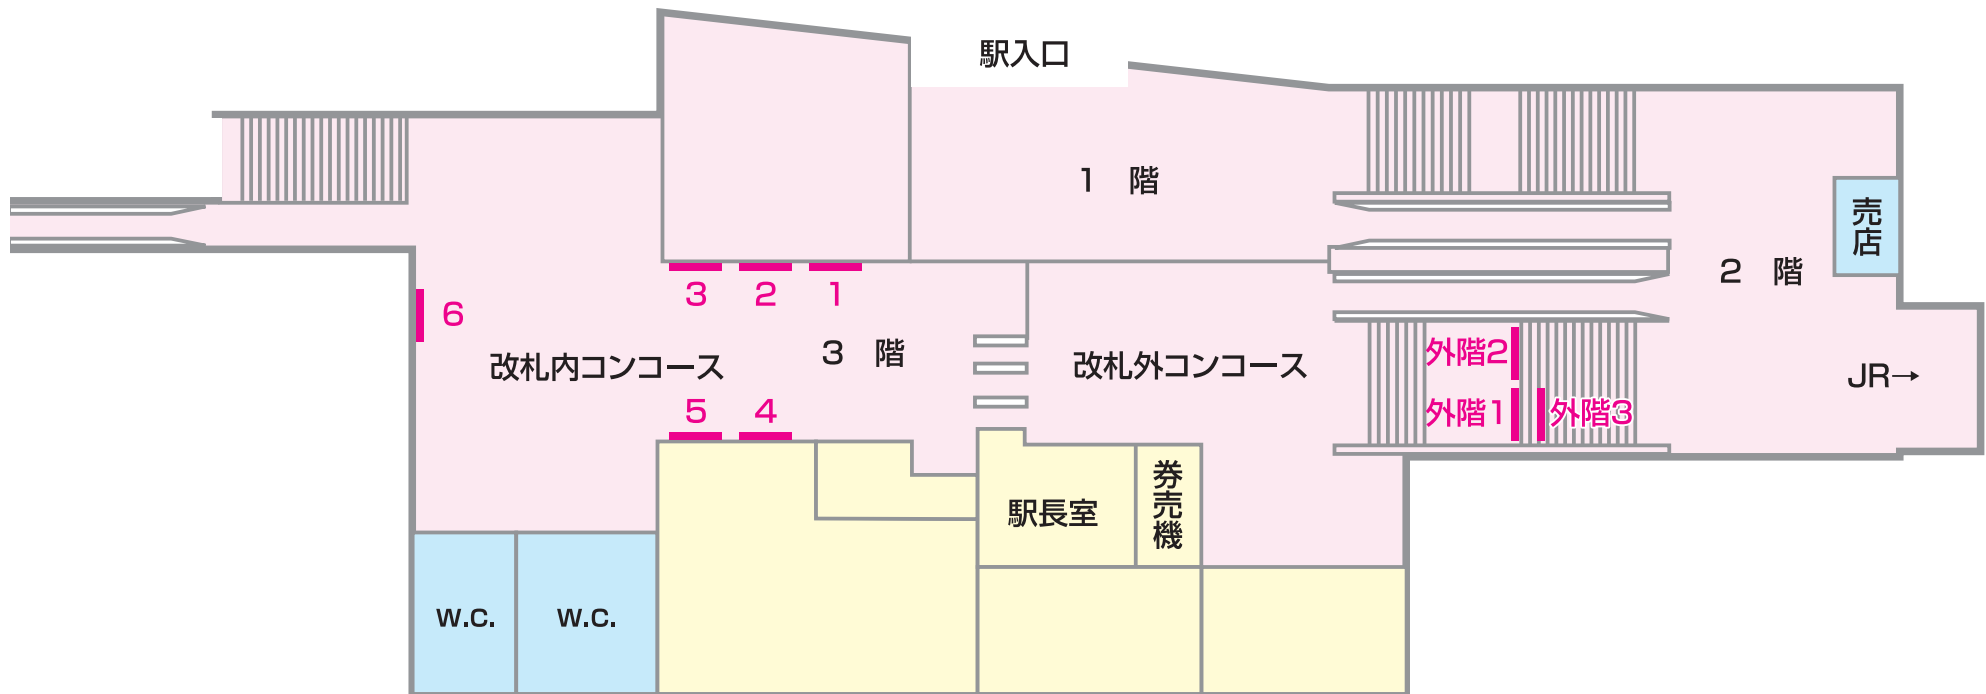 駅入口
1 階
売店
2 階
3 2 1
6
3 階
改札内コンコース
改札外コンコース
外階2
JR→
5 4
外階1
外階3
駅長室
券売機
W.C.
W.C.